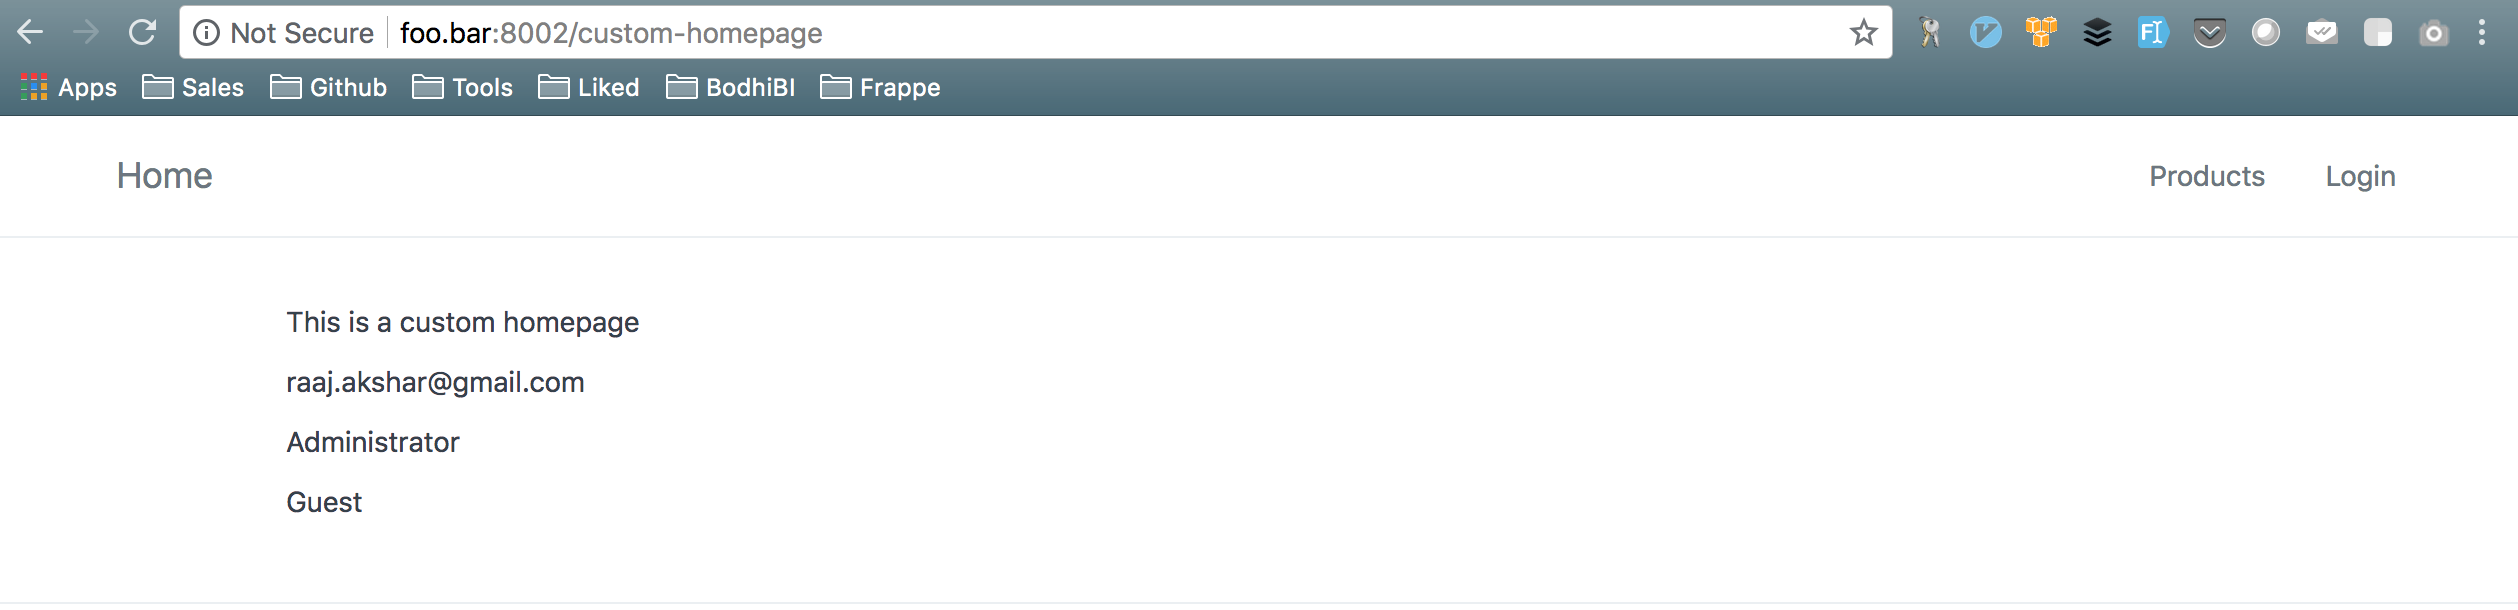 Not Secure foo.bar:8002/custom-homepage
Apps Sales Github Tools Liked BodhiBI Frappe
Home Products Login
This is a custom homepage
raaj.akshar@gmail.com
Administrator
Guest